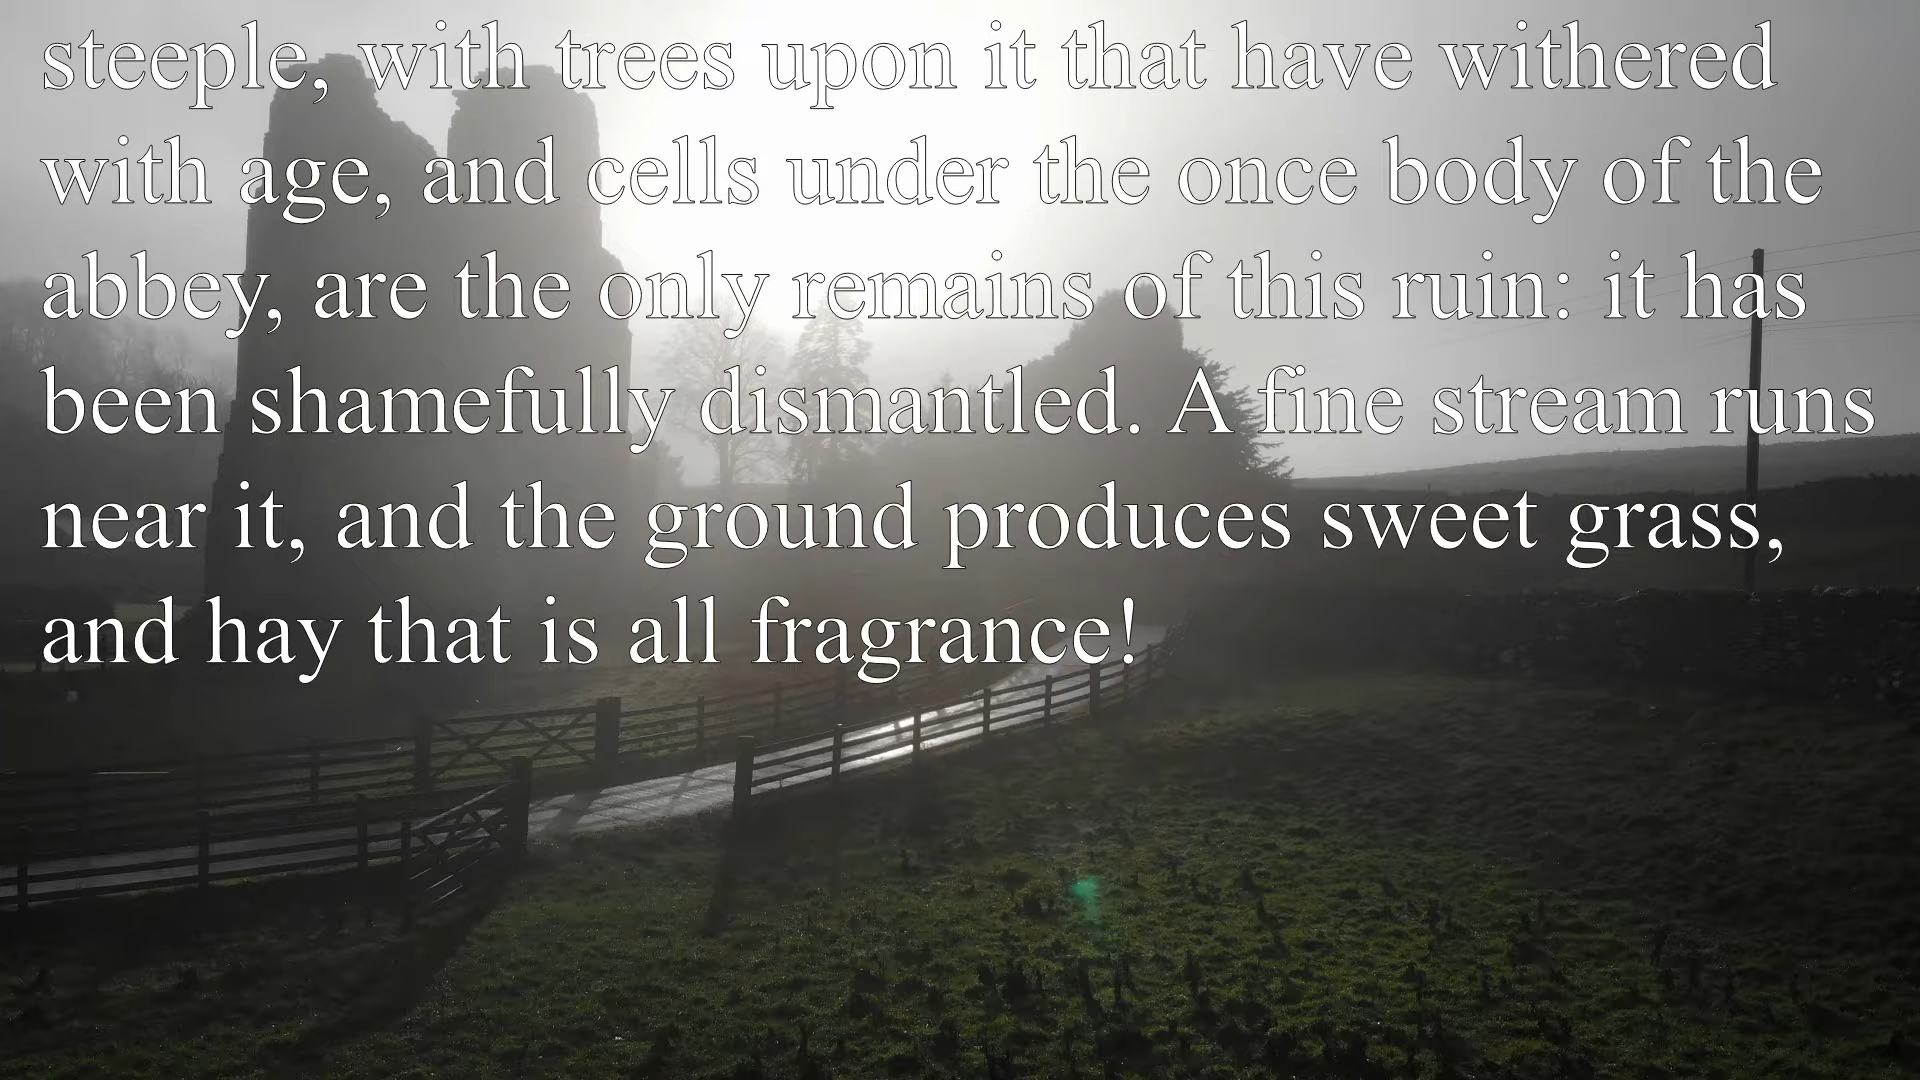 steeple, with trees upon it that have withered
with age, and cells under the once body of the
abbey, are the only remains of this ruin: it has
been shamefully dismantled. A fine stream runs
near it, and the ground produces sweet grass,
and hay that is all fragrance!